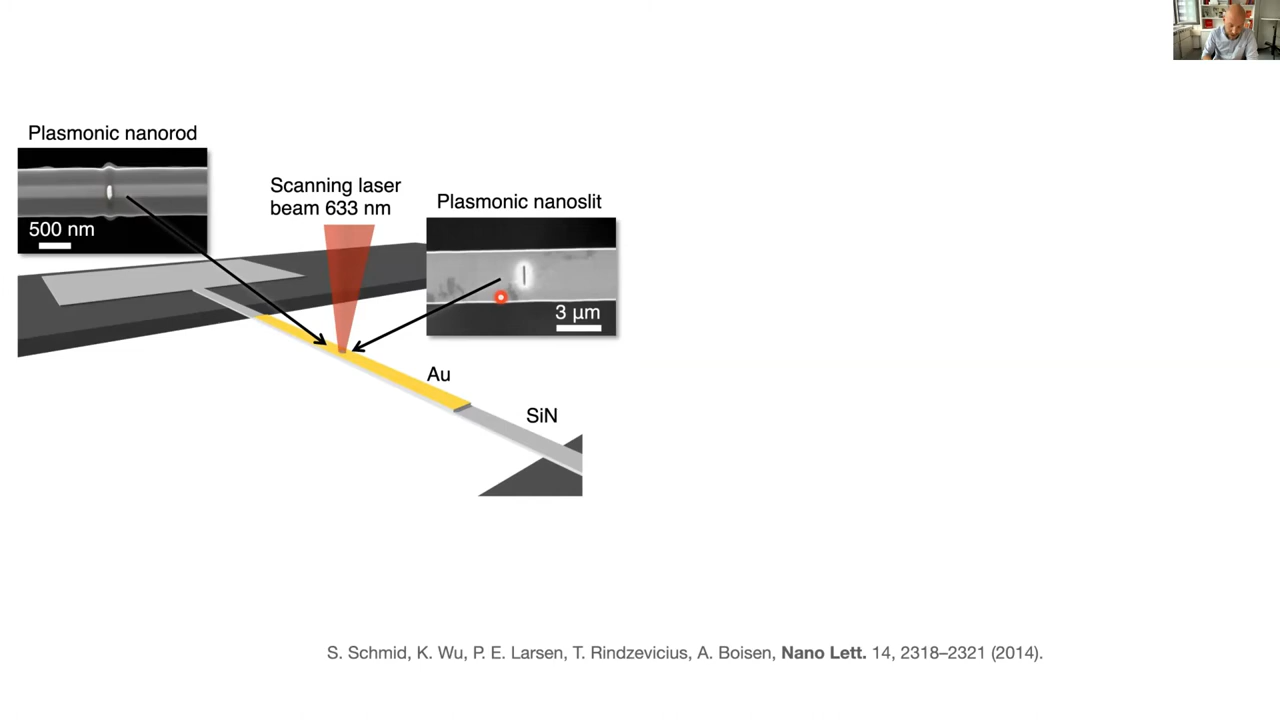 Plasmonic nanorod
500 nm
Scanning laser
beam 633 nm
Plasmonic nanoslit
3 µm
Au
SiN
S. Schmid, K. Wu, P. E. Larsen, T. Rindzevicius, A. Boisen, Nano Lett. 14, 2318–2321 (2014).